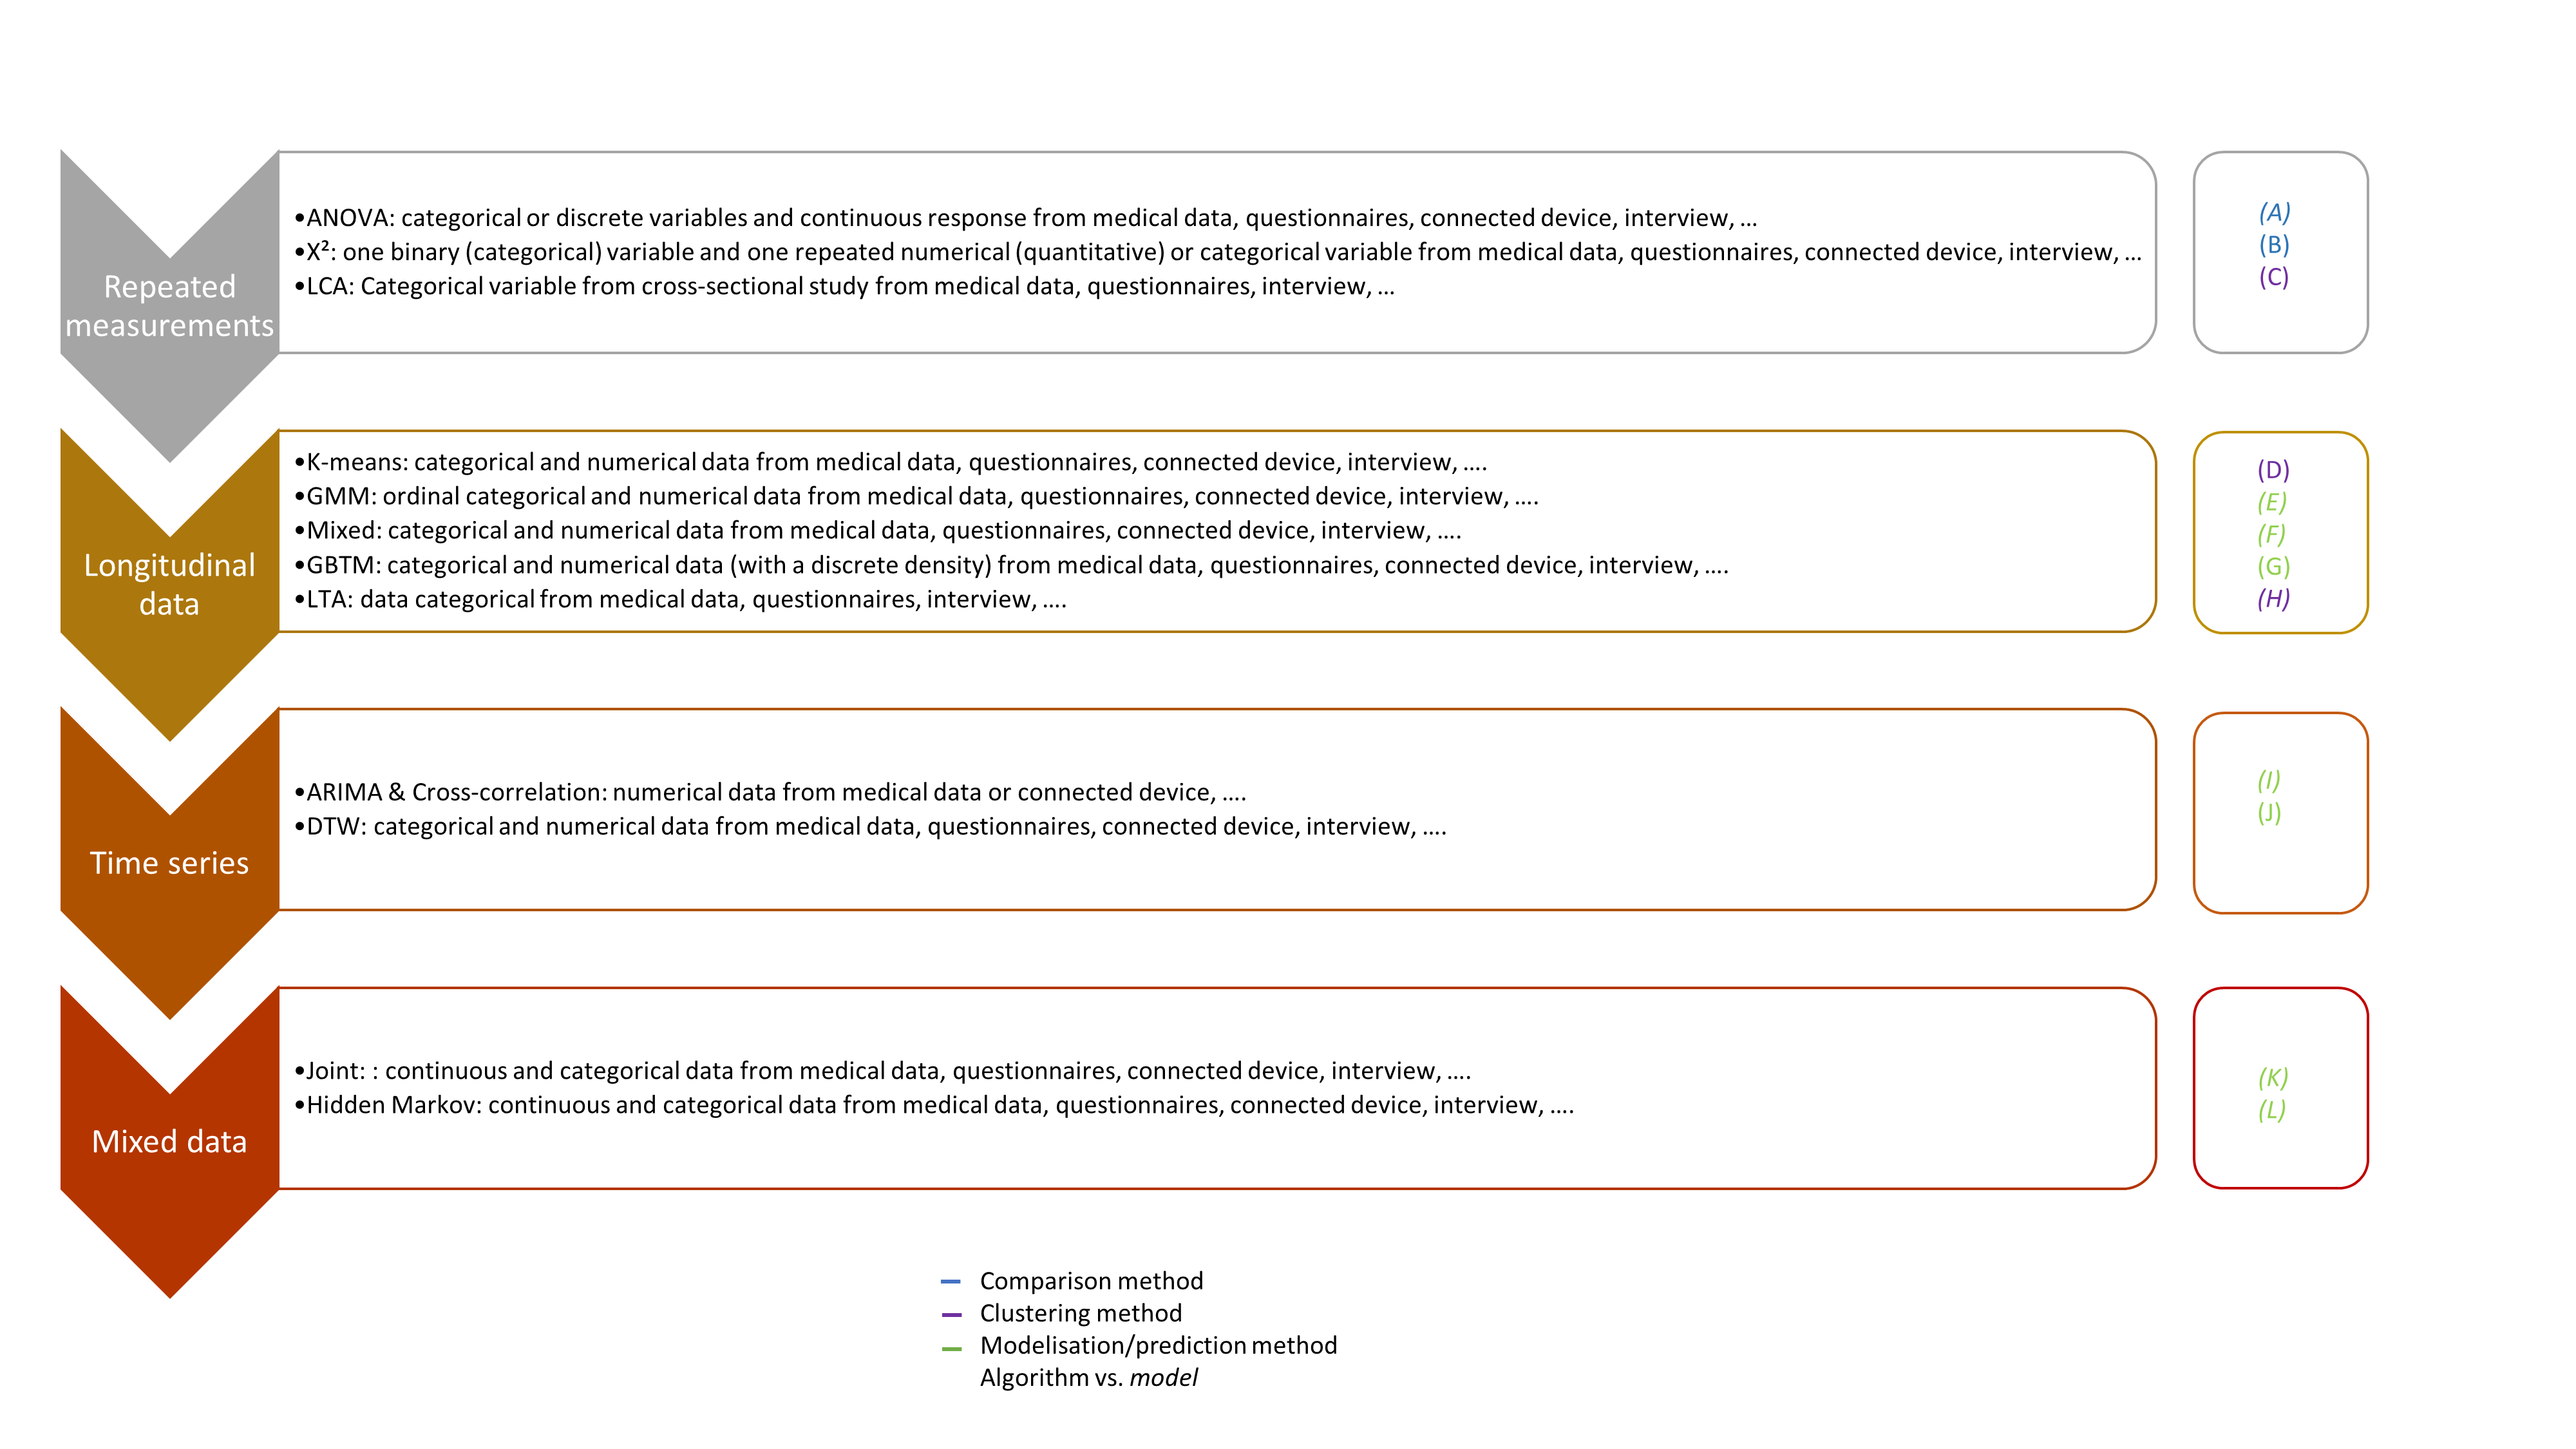 Repeated
measurements
•ANOVA: categorical or discrete variables and continuous response from medical data, questionnaires, connected device, interview, …
•X²: one binary (categorical) variable and one repeated numerical (quantitative) or categorical variable from medical data, questionnaires, connected device, interview, …
•LCA: Categorical variable from cross-sectional study from medical data, questionnaires, interview, …
(A)
(B)
(C)
Longitudinal
data
•K-means: categorical and numerical data from medical data, questionnaires, connected device, interview, ….
•GMM: ordinal categorical and numerical data from medical data, questionnaires, connected device, interview, ….
•Mixed: categorical and numerical data from medical data, questionnaires, connected device, interview, ….
•GBTM: categorical and numerical data (with a discrete density) from medical data, questionnaires, connected device, interview, ….
•LTA: data categorical from medical data, questionnaires, interview, ….
(D)
(E)
(F)
(G)
(H)
Time series
•ARIMA & Cross-correlation: numerical data from medical data or connected device, ….
•DTW: categorical and numerical data from medical data, questionnaires, connected device, interview, ….
(I)
(J)
Mixed data
•Joint: : continuous and categorical data from medical data, questionnaires, connected device, interview, ….
•Hidden Markov: continuous and categorical data from medical data, questionnaires, connected device, interview, ….
(K)
(L)
Comparison method
Clustering method
Modelisation/prediction method
Algorithm vs. model